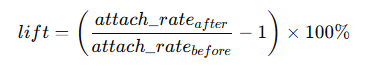 lift = ( attach_rate_after / attach_rate_before − 1 ) × 100%